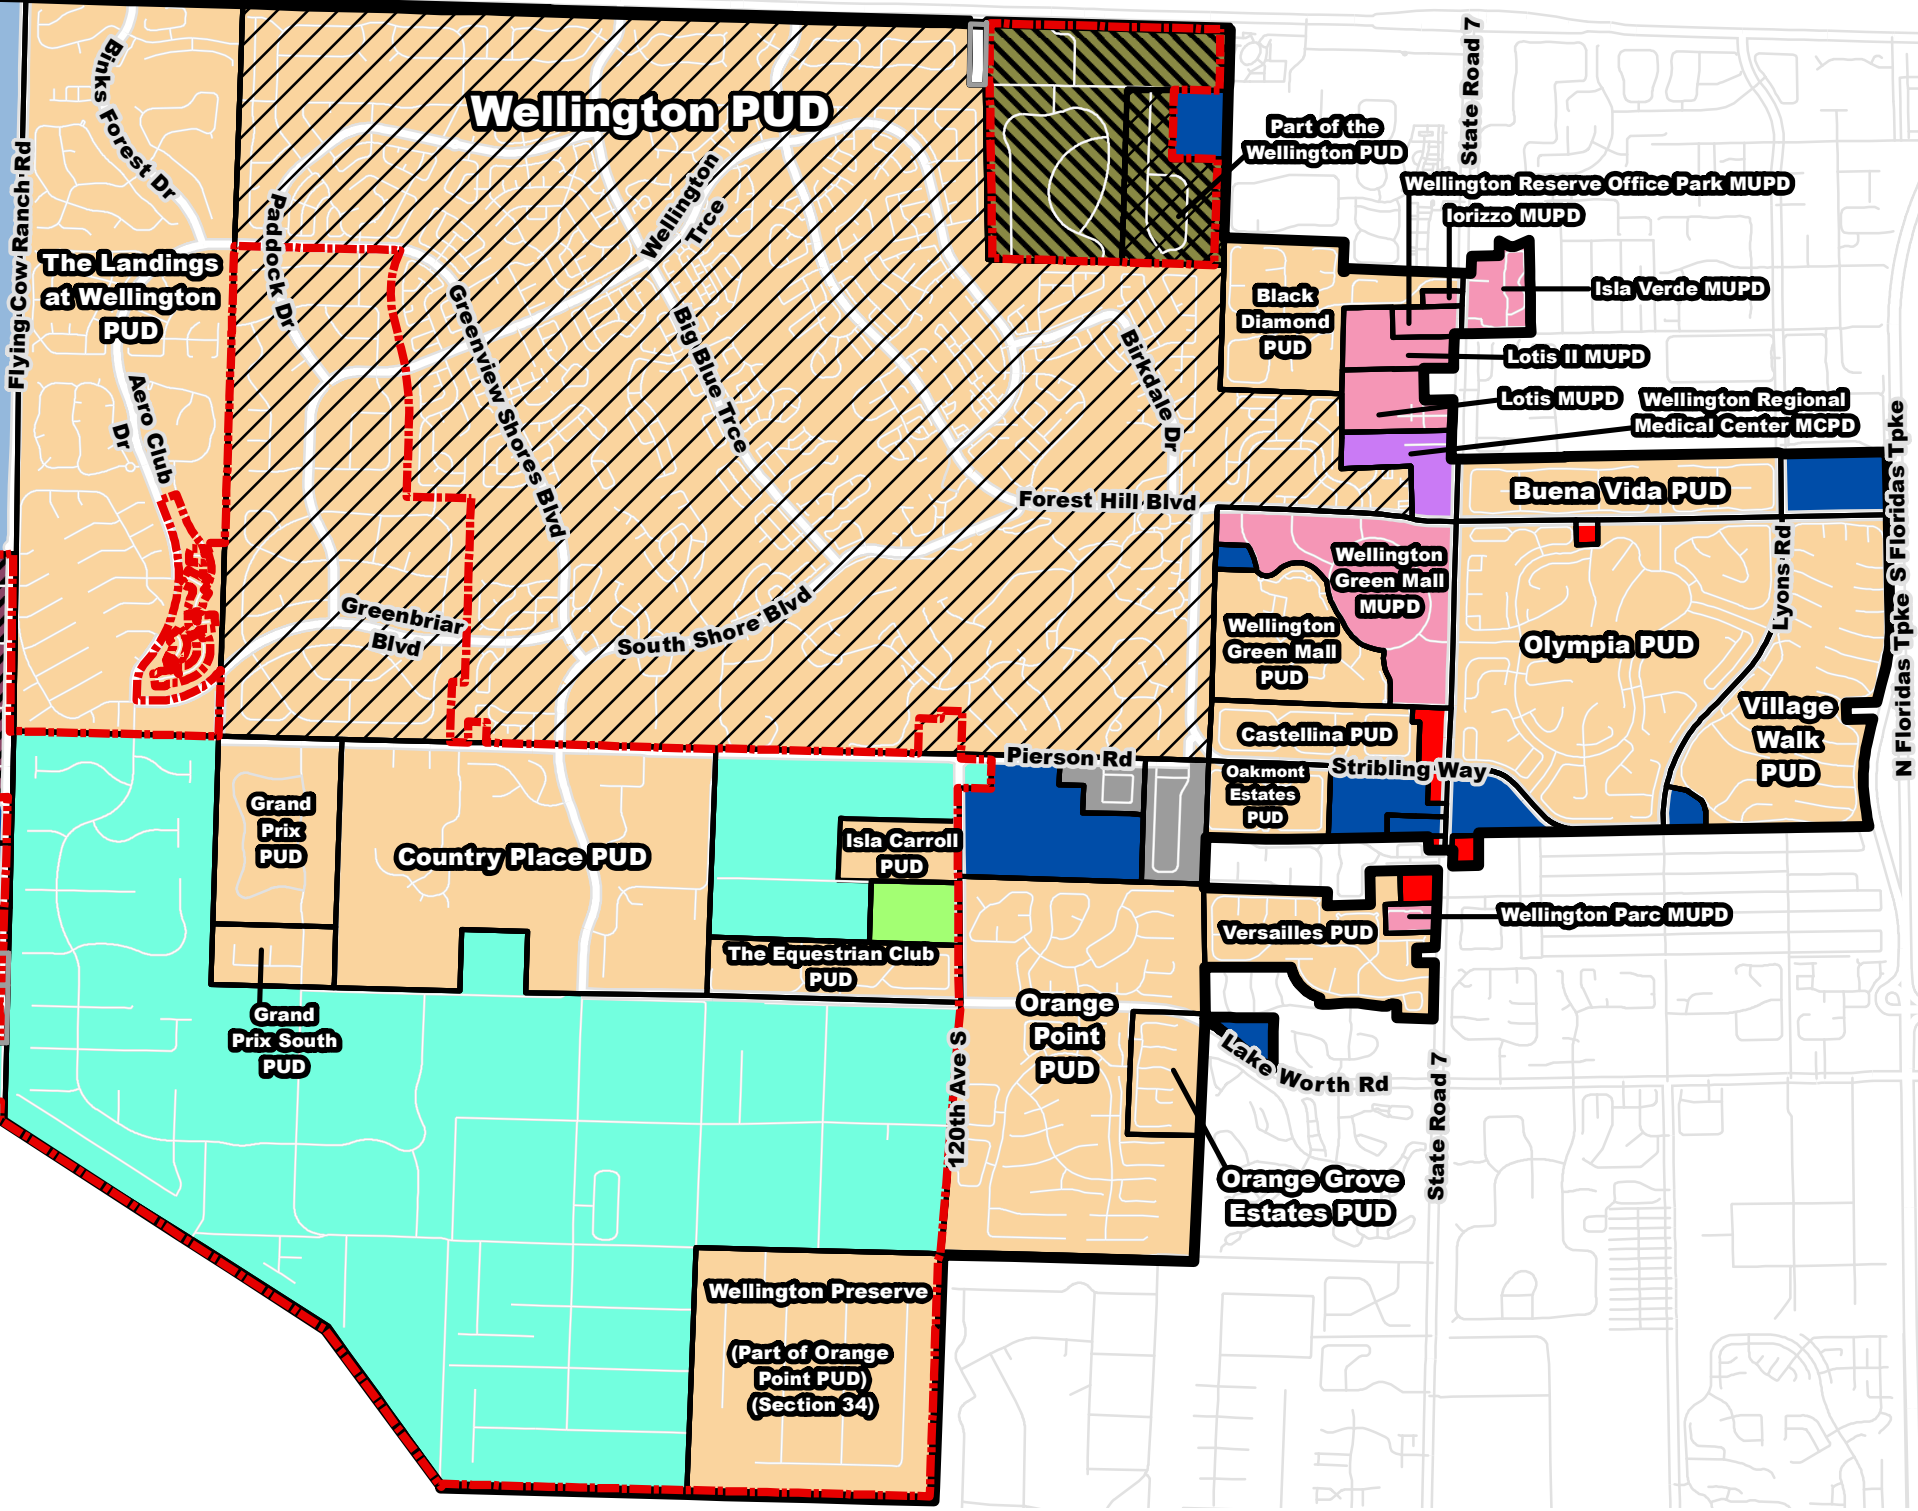 Wellington PUD
Binks Forest Dr
Flying Cow Ranch Rd
The Landings
at Wellington
PUD
Aero Club
Dr
Paddock Dr
Greenview Shores Blvd
Wellington
Trce
Big Blue Trce
Birkdale Dr
Forest Hill Blvd
South Shore Blvd
Greenbriar
Blvd
State Road 7
Part of the
Wellington PUD
Wellington Reserve Office Park MUPD
Iorizzo MUPD
Isla Verde MUPD
Black
Diamond
PUD
Lotis II MUPD
Lotis MUPD
Wellington Regional
Medical Center MCPD
Buena Vida PUD
N Floridas Tpke S Floridas Tpke
Wellington
Green Mall
MUPD
Wellington
Green Mall
PUD
Olympia PUD
Lyons Rd
Village
Walk
PUD
Castellina PUD
Pierson Rd
Stribling Way
Oakmont
Estates
PUD
Grand
Prix
PUD
Country Place PUD
Isla Carroll
PUD
The Equestrian Club
PUD
Versailles PUD
Wellington Parc MUPD
Grand
Prix South
PUD
Orange
Point
PUD
120th Ave S
Lake Worth Rd
State Road 7
Orange Grove
Estates PUD
Wellington Preserve
(Part of Orange
Point PUD)
(Section 34)